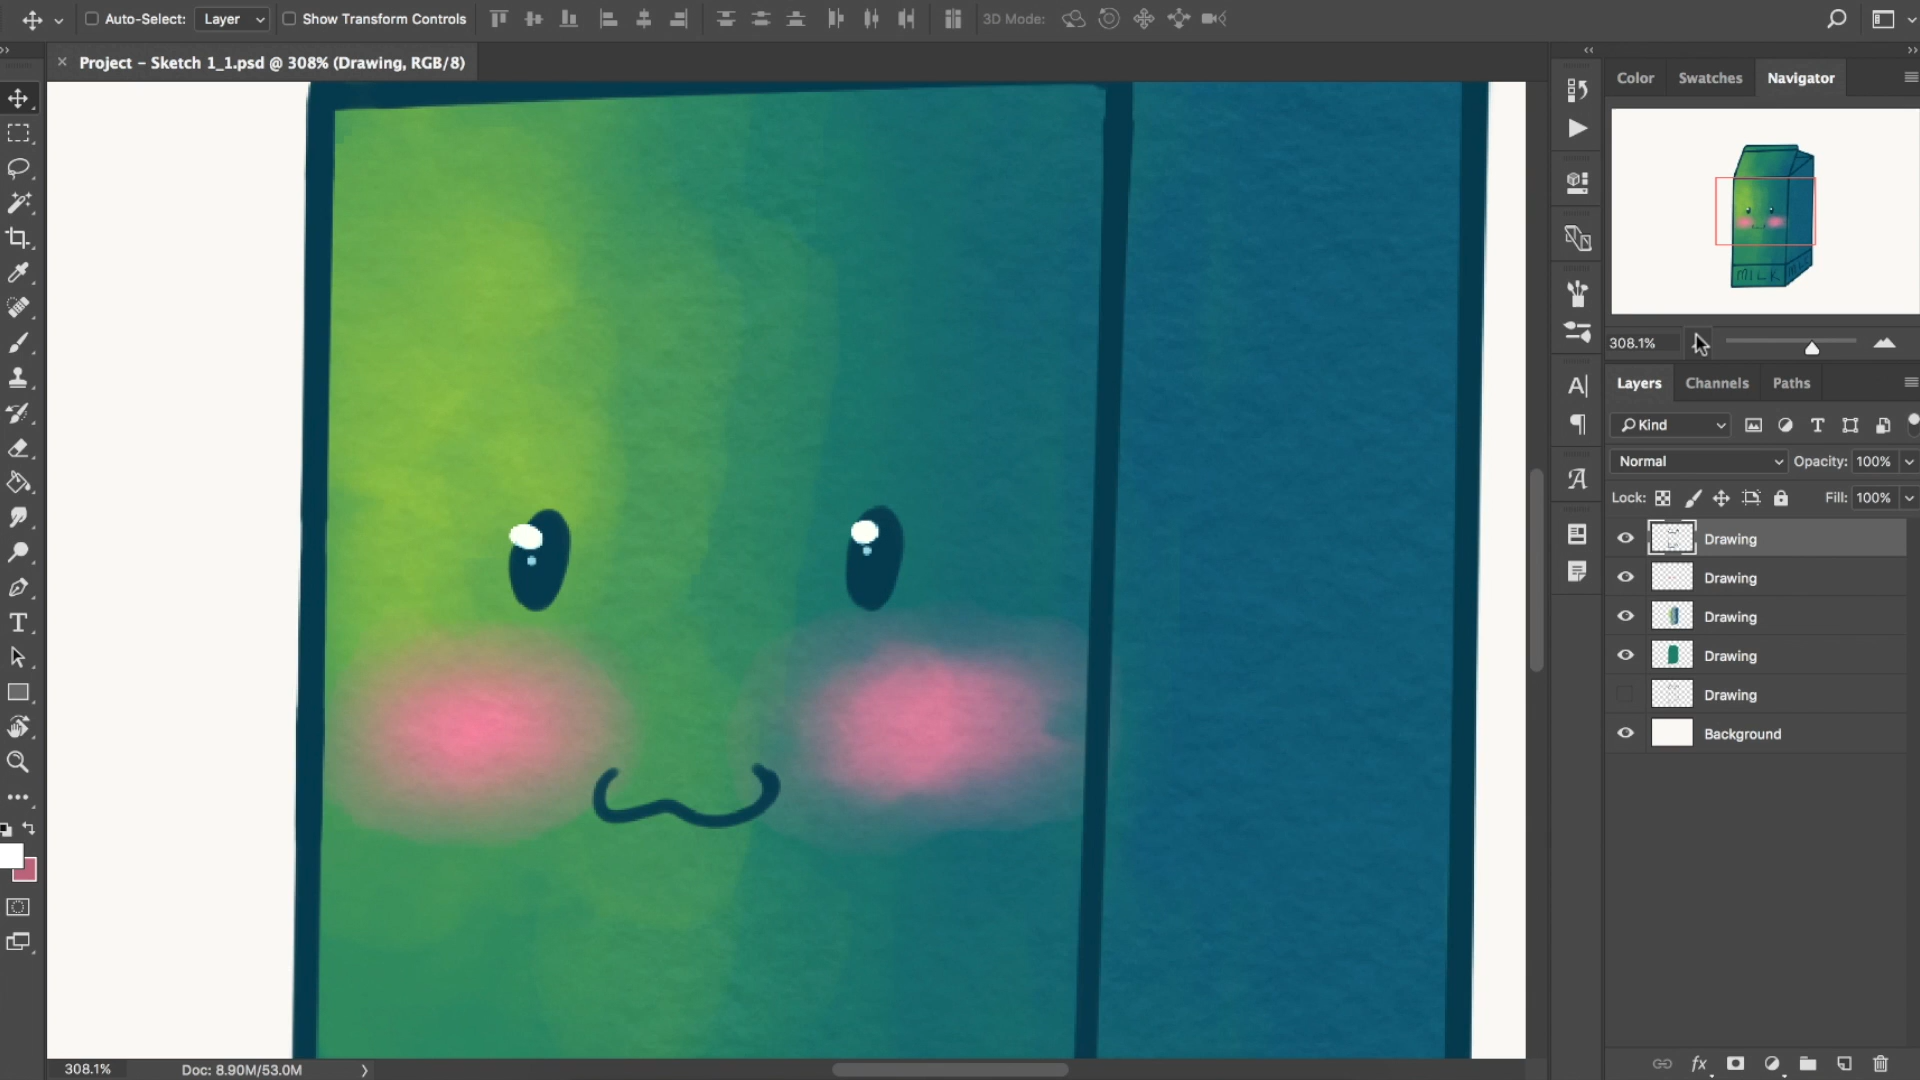 Auto-Select: Layer Show Transform Controls 3D Mode:
Project - Sketch 1_1.psd @ 308% (Drawing, RGB/8)
Color Swatches Navigator
MILK
308.1%
Layers Channels Paths
Kind
Normal Opacity: 100%
Lock: Fill: 100%
Drawing
Drawing
Drawing
Drawing
Drawing
Background
308.1% Doc: 8.90M/53.0M